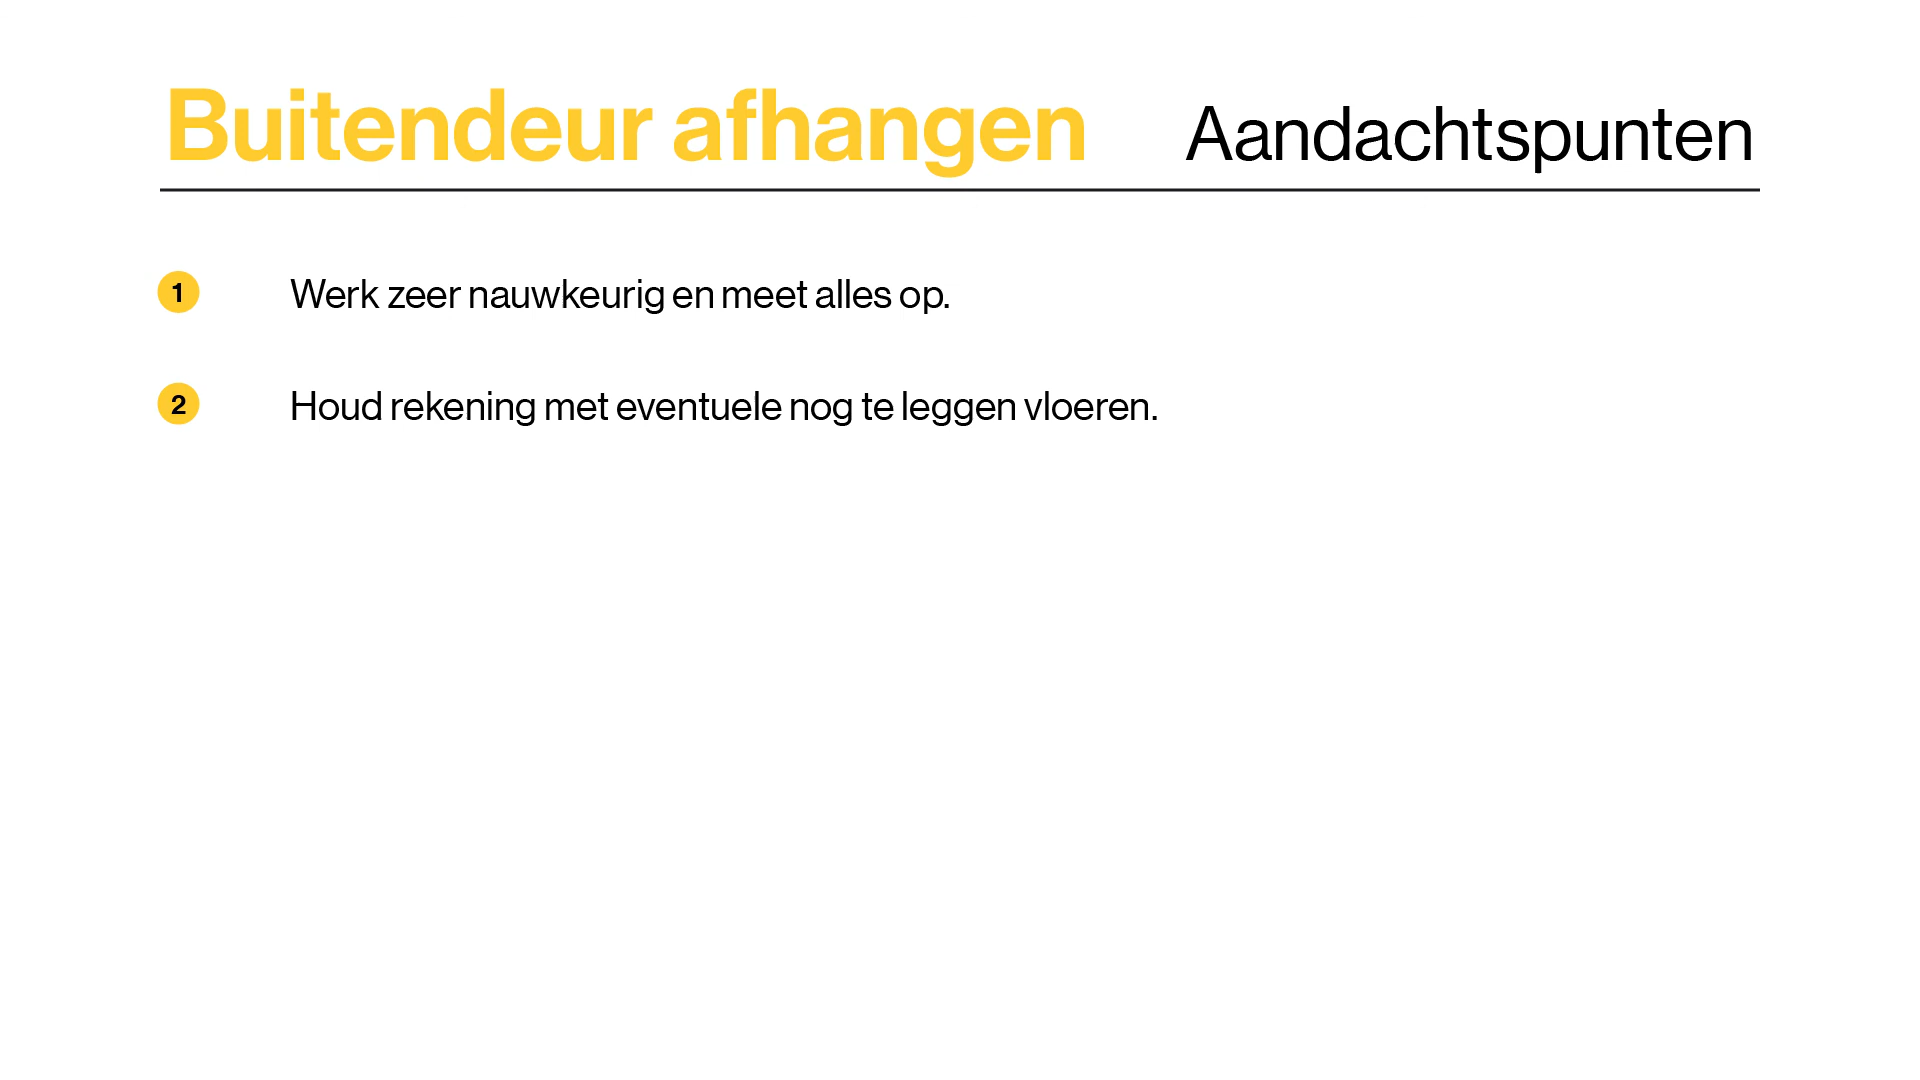 Buitendeur afhangen Aandachtspunten
1 Werk zeer nauwkeurig en meet alles op.
2 Houd rekening met eventuele nog te leggen vloeren.